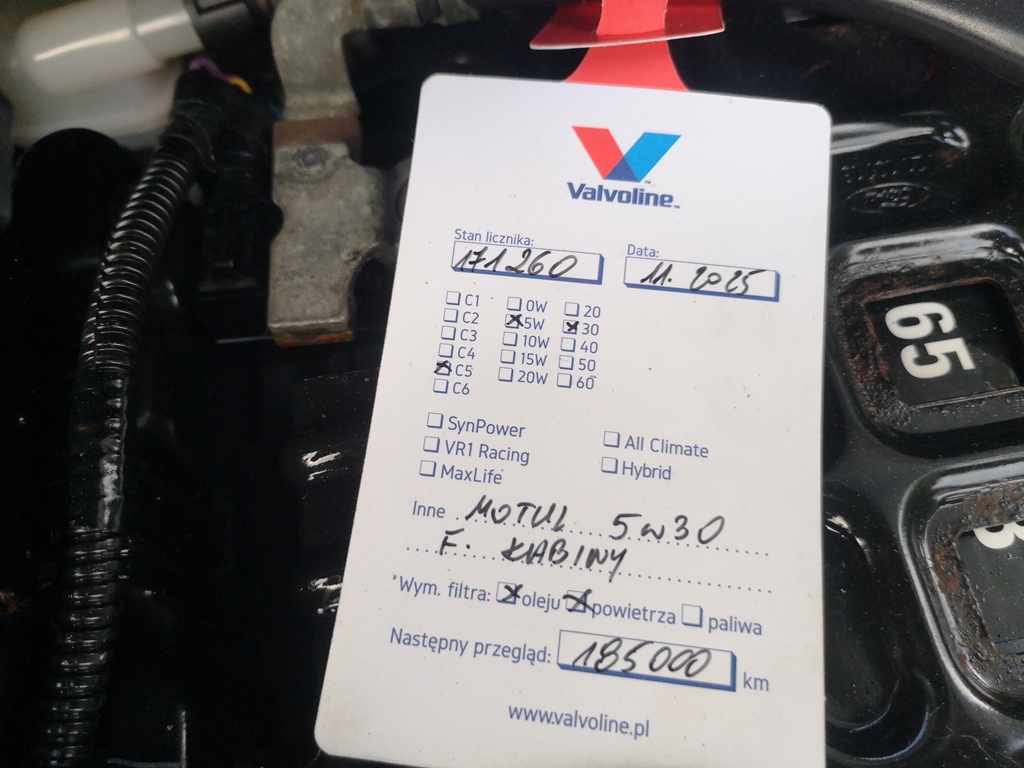 Valvoline™
Stan licznika: Data:
171260 11. 2025
C1 0W 20
C2 5W 30
C3 10W 40
C4 15W 50
C5 20W 60
C6
SynPower All Climate
VR1 Racing Hybrid
MaxLife
Inne MOTUL 5W30
F. KABINY
Wym. filtra: oleju powietrza paliwa
Następny przegląd: 185000 km
www.valvoline.pl
65